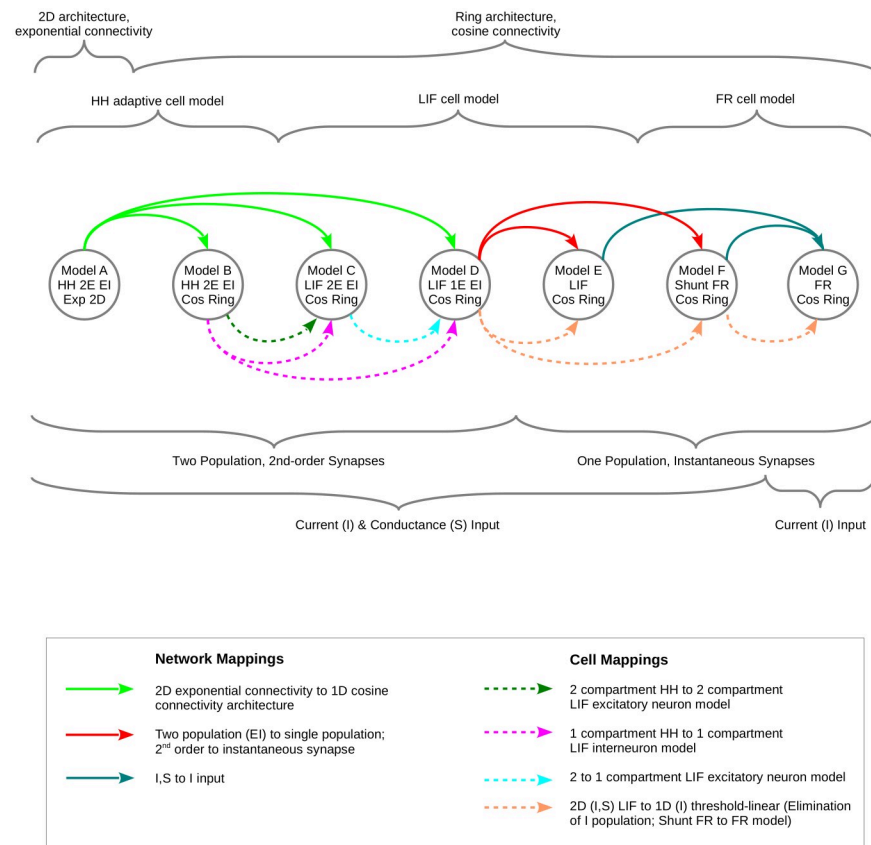 2D architecture,
exponential connectivity
Ring architecture,
cosine connectivity
HH adaptive cell model
LIF cell model
FR cell model
Model A
HH 2E EI
Exp 2D
Model B
HH 2E EI
Cos Ring
Model C
LIF 2E EI
Cos Ring
Model D
LIF 1E EI
Cos Ring
Model E
LIF
Cos Ring
Model F
Shunt FR
Cos Ring
Model G
FR
Cos Ring
Two Population, 2nd-order Synapses
One Population, Instantaneous Synapses
Current (I) & Conductance (S) Input
Current (I) Input
Network Mappings
2D exponential connectivity to 1D cosine
connectivity architecture
Two population (EI) to single population;
2nd order to instantaneous synapse
I,S to I input
Cell Mappings
2 compartment HH to 2 compartment
LIF excitatory neuron model
1 compartment HH to 1 compartment
LIF interneuron model
2 to 1 compartment LIF excitatory neuron model
2D (I,S) LIF to 1D (I) threshold-linear (Elimination
of I population; Shunt FR to FR model)